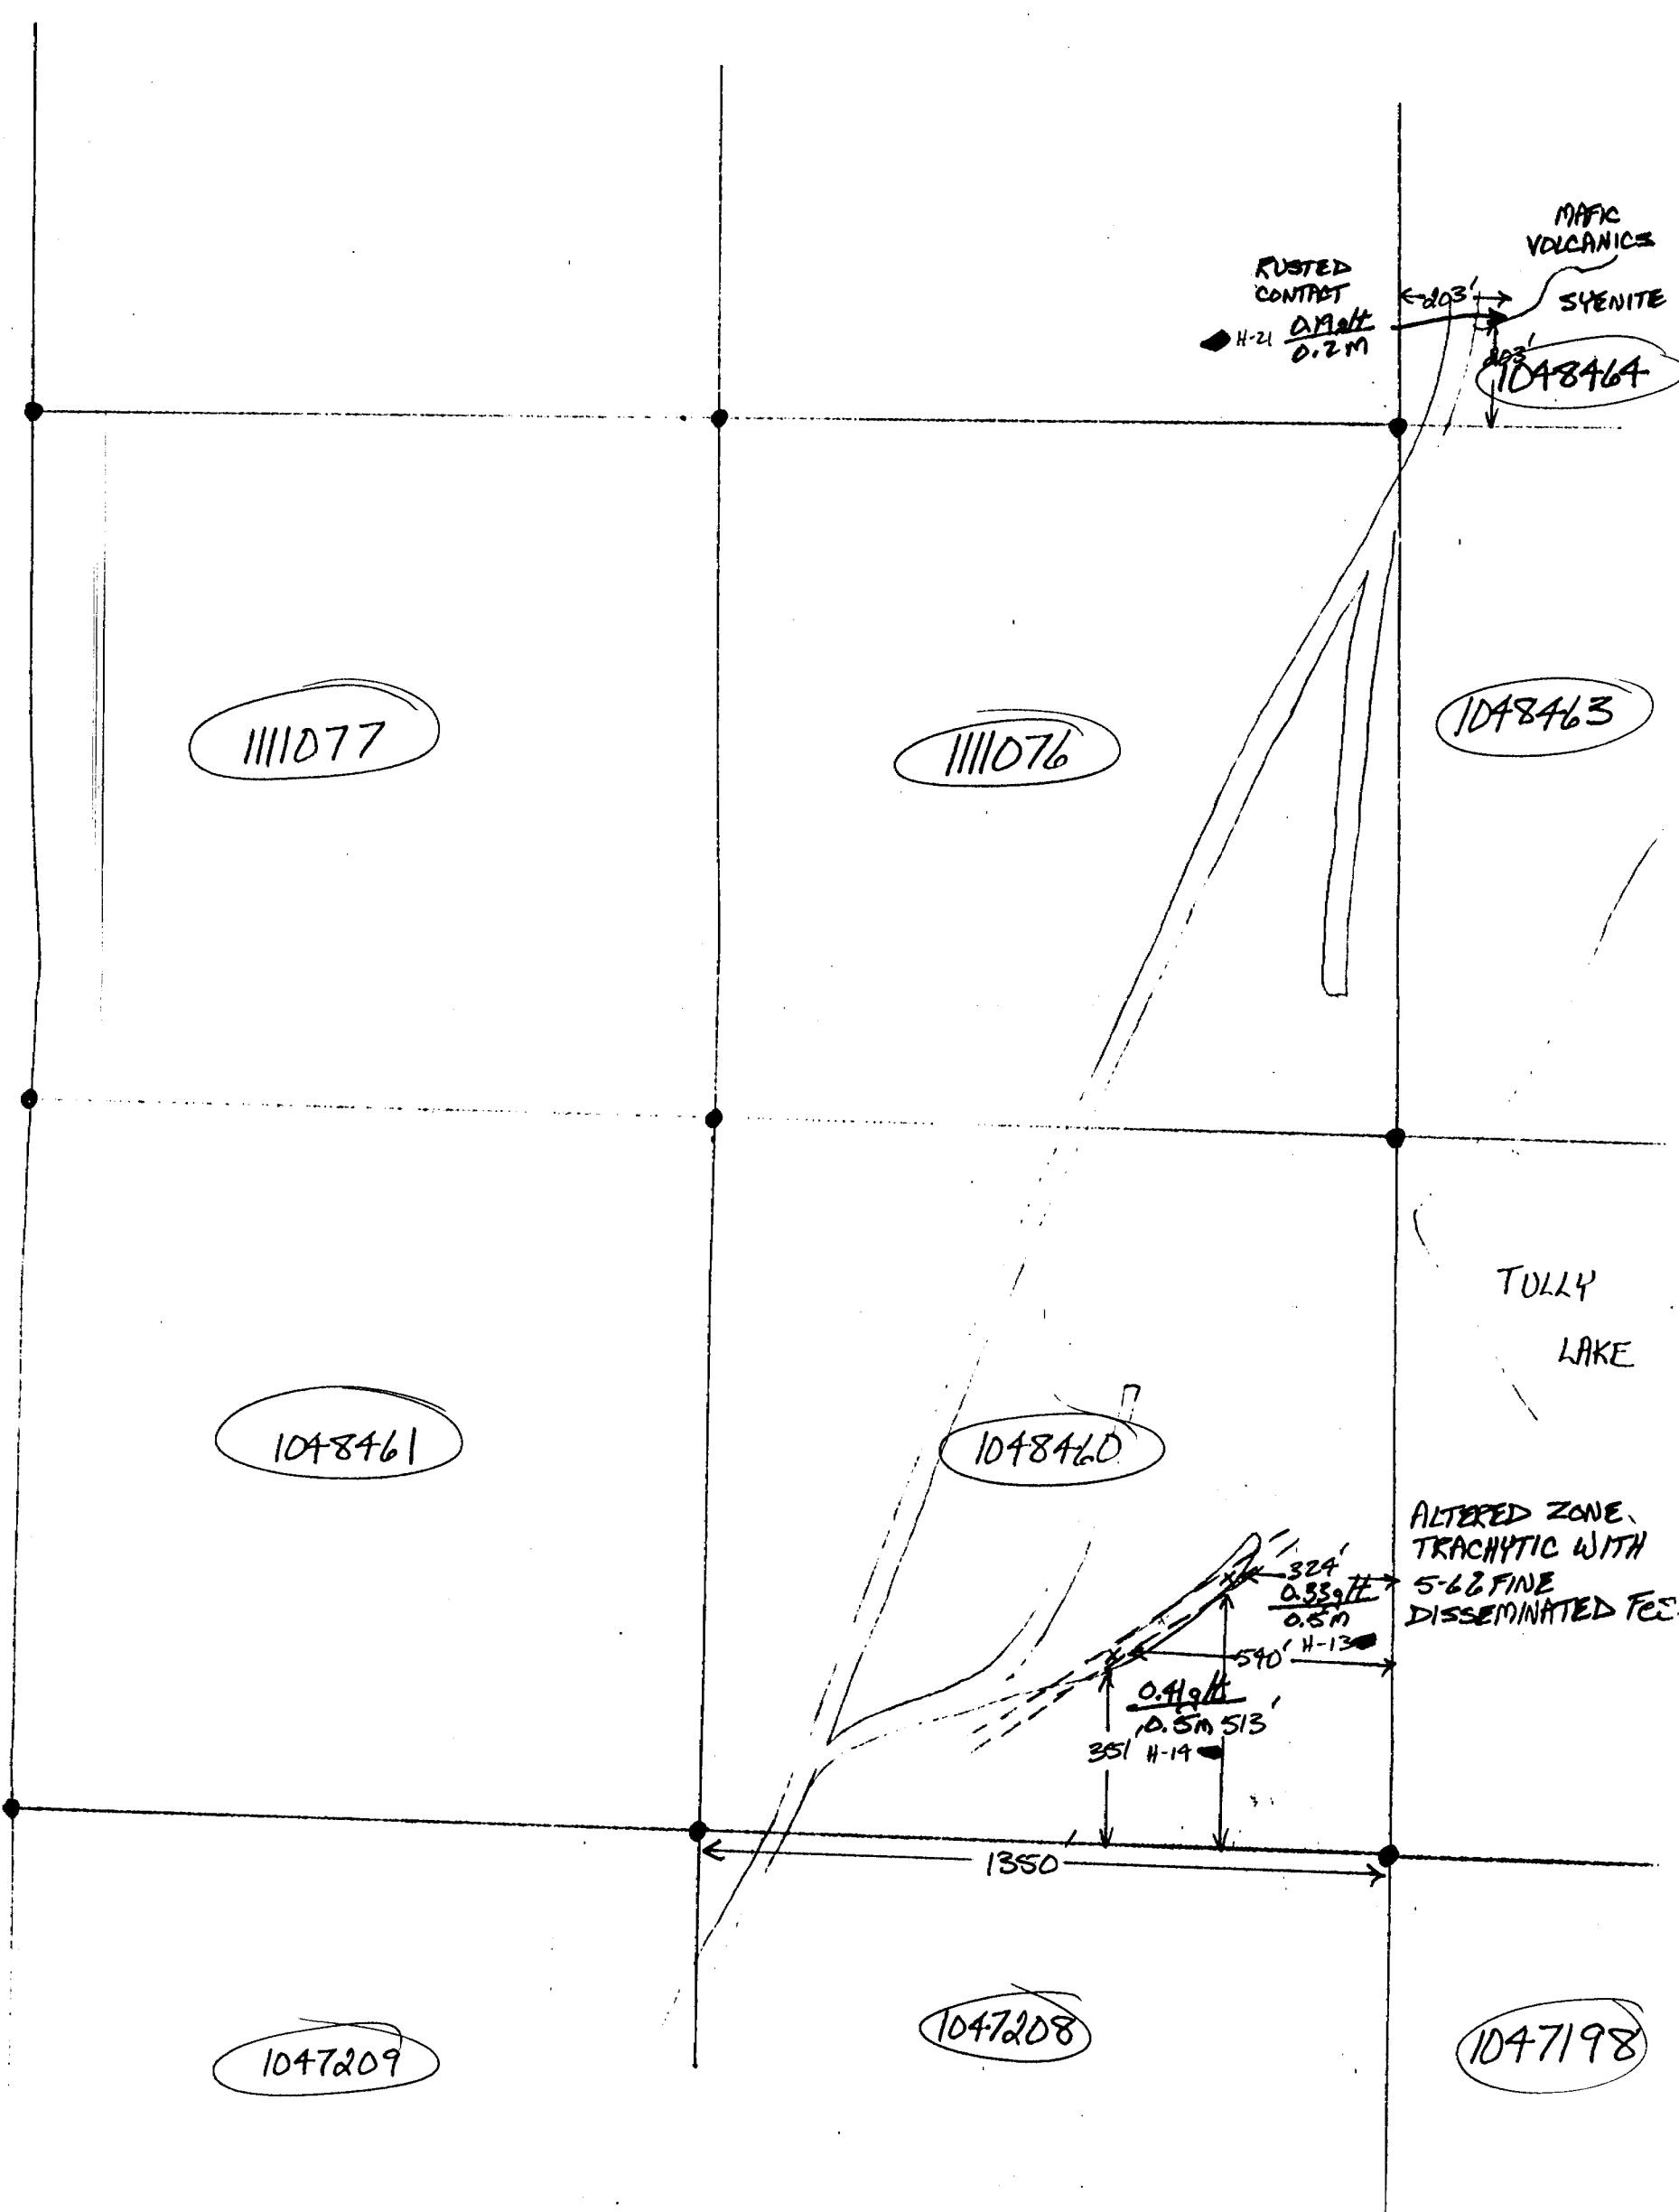 MAFIC
VOLCANICS
RUSTED
CONTACT
203'
SYENITE
H-21 0.19g/t
0.2M
203'
1048464
1111077
1111076
1048463
TULLY
LAKE
1048461
1048460
ALTERED ZONE.
TRACHYTIC WITH
5-6% FINE
DISSEMINATED
324'
0.33g/t
0.5M
H-13
540'
0.41g/t
0.5M
513'
351'
H-14
1350'
1047209
1047208
1047198